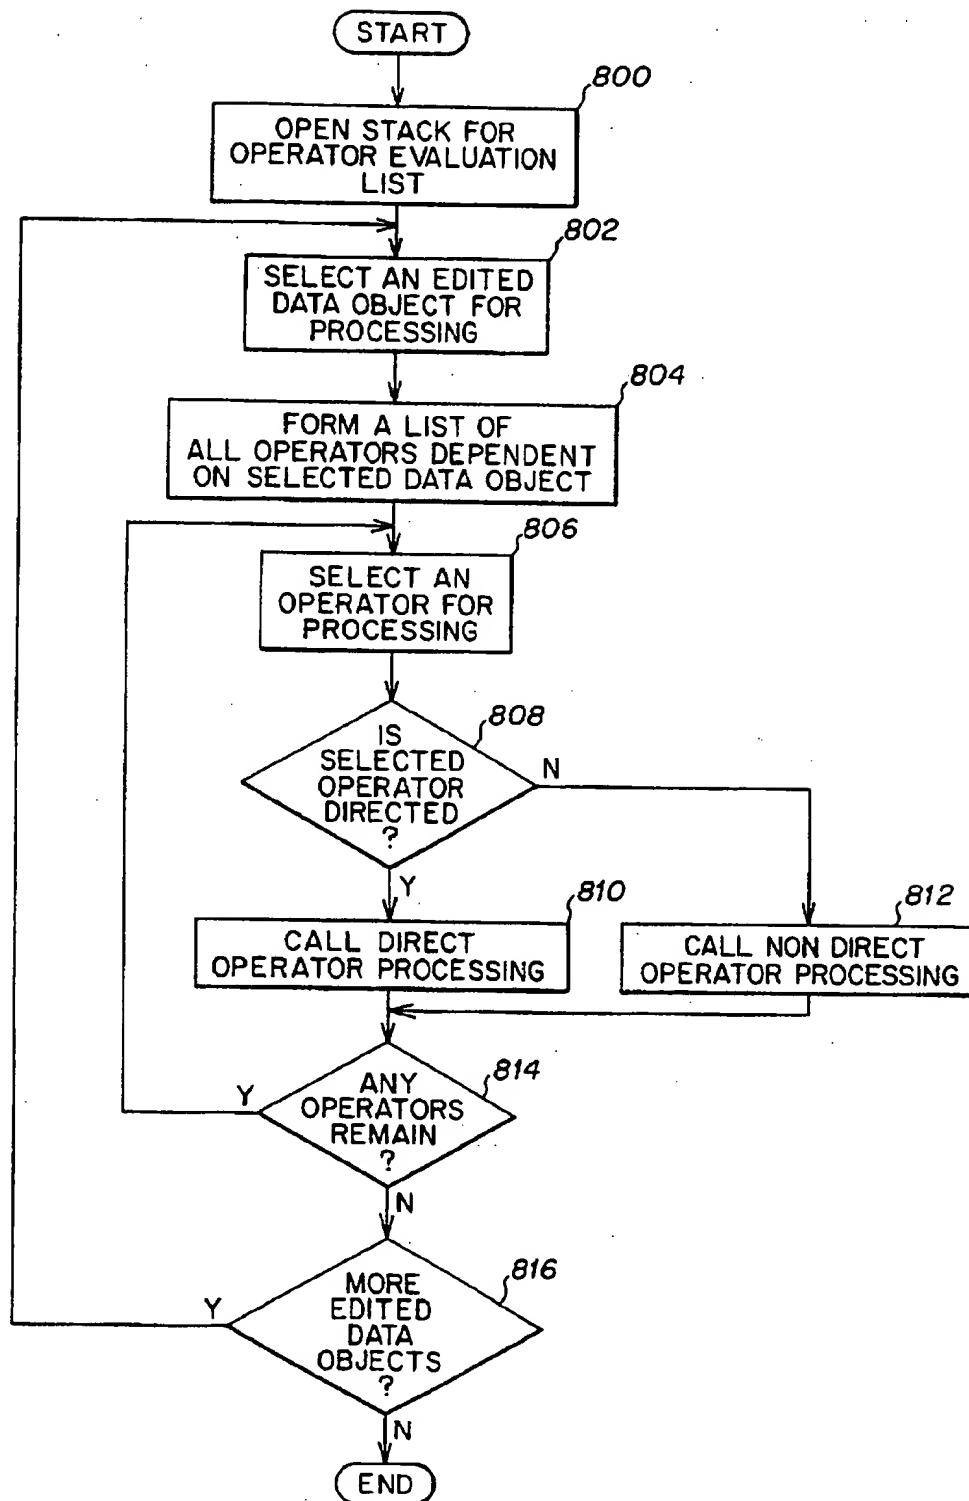 START
800
OPEN STACK FOR
OPERATOR EVALUATION
LIST
802
SELECT AN EDITED
DATA OBJECT FOR
PROCESSING
804
FORM A LIST OF
ALL OPERATORS DEPENDENT
ON SELECTED DATA OBJECT
806
SELECT AN
OPERATOR FOR
PROCESSING
808
IS
SELECTED
OPERATOR
DIRECTED
?
N
Y
810
CALL DIRECT
OPERATOR PROCESSING
812
CALL NON DIRECT
OPERATOR PROCESSING
814
ANY
OPERATORS
REMAIN
?
Y
N
816
MORE
EDITED
DATA
OBJECTS
?
Y
N
END